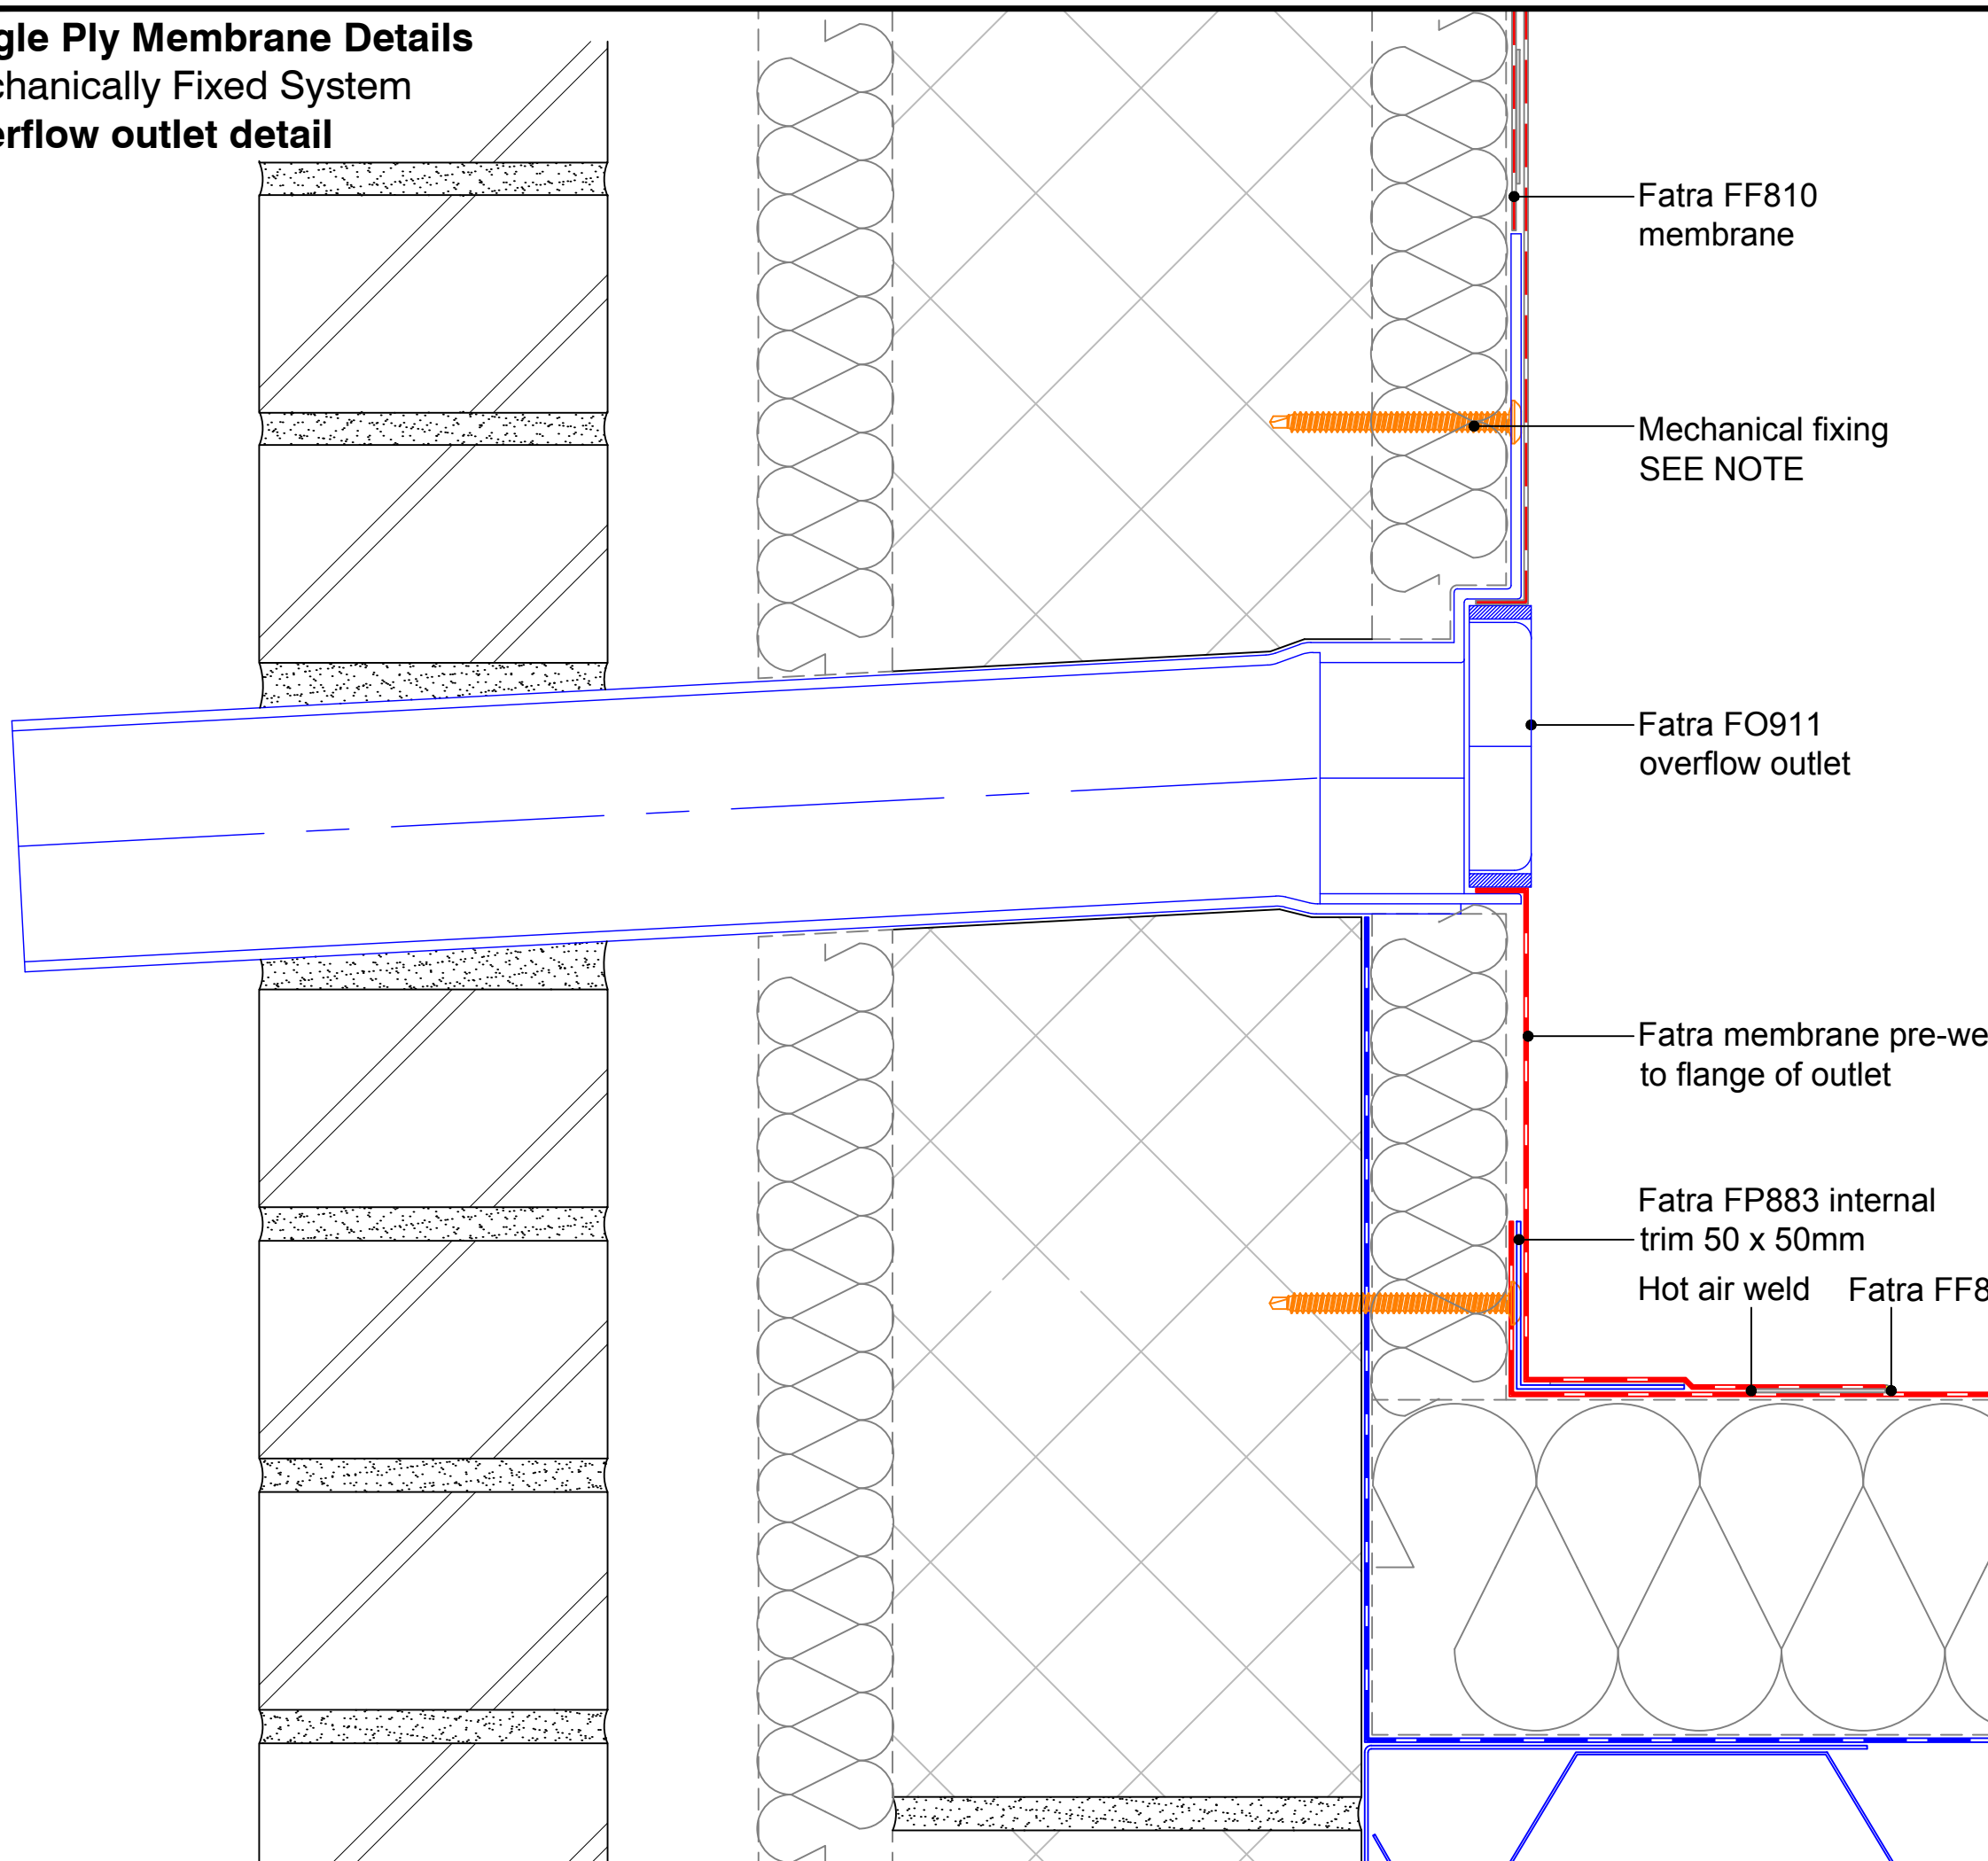 gle Ply Membrane Details
chanically Fixed System
erflow outlet detail
Fatra FF810
membrane
Mechanical fixing
SEE NOTE
Fatra FO911
overflow outlet
Fatra membrane pre-we
to flange of outlet
Fatra FP883 internal
trim 50 x 50mm
Hot air weld Fatra FF8